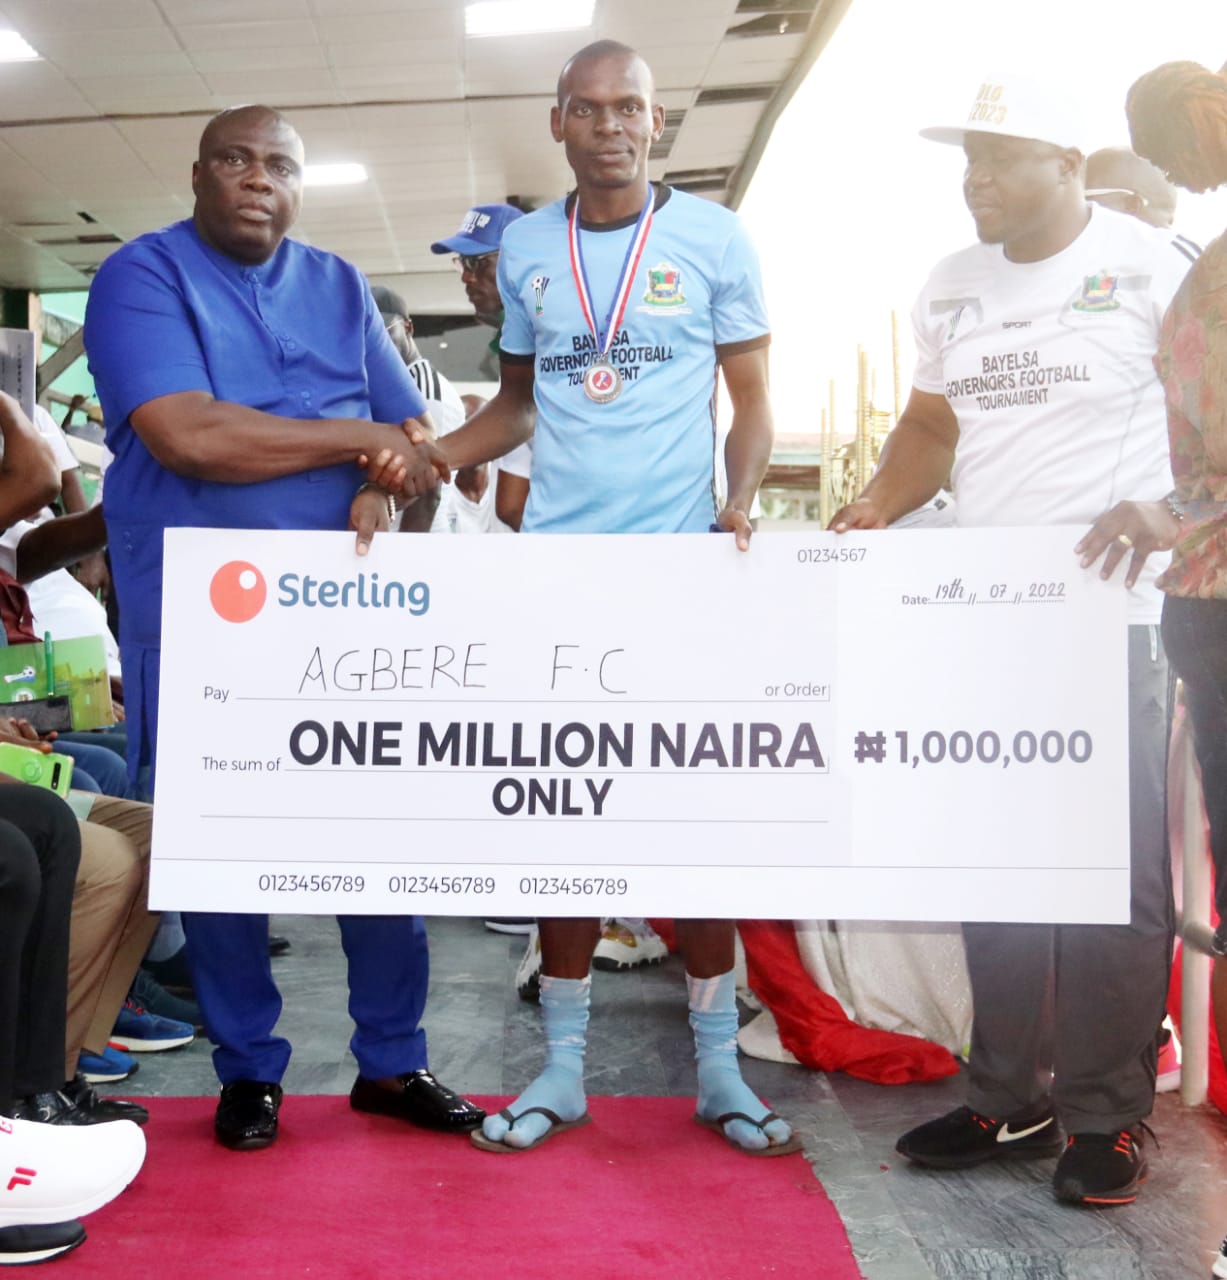 2023
BAYELSA
GOVERNOR'S FOOTBALL
BAYELSA
GOVERNOR'S FOOTBALL
TOURNAMENT
SPORT
Sterling
01234567
Date: 19th // 07 // 2022
Pay AGBERE F.C or Order
The sum of ONE MILLION NAIRA ₦1,000,000
ONLY
0123456789 0123456789 0123456789